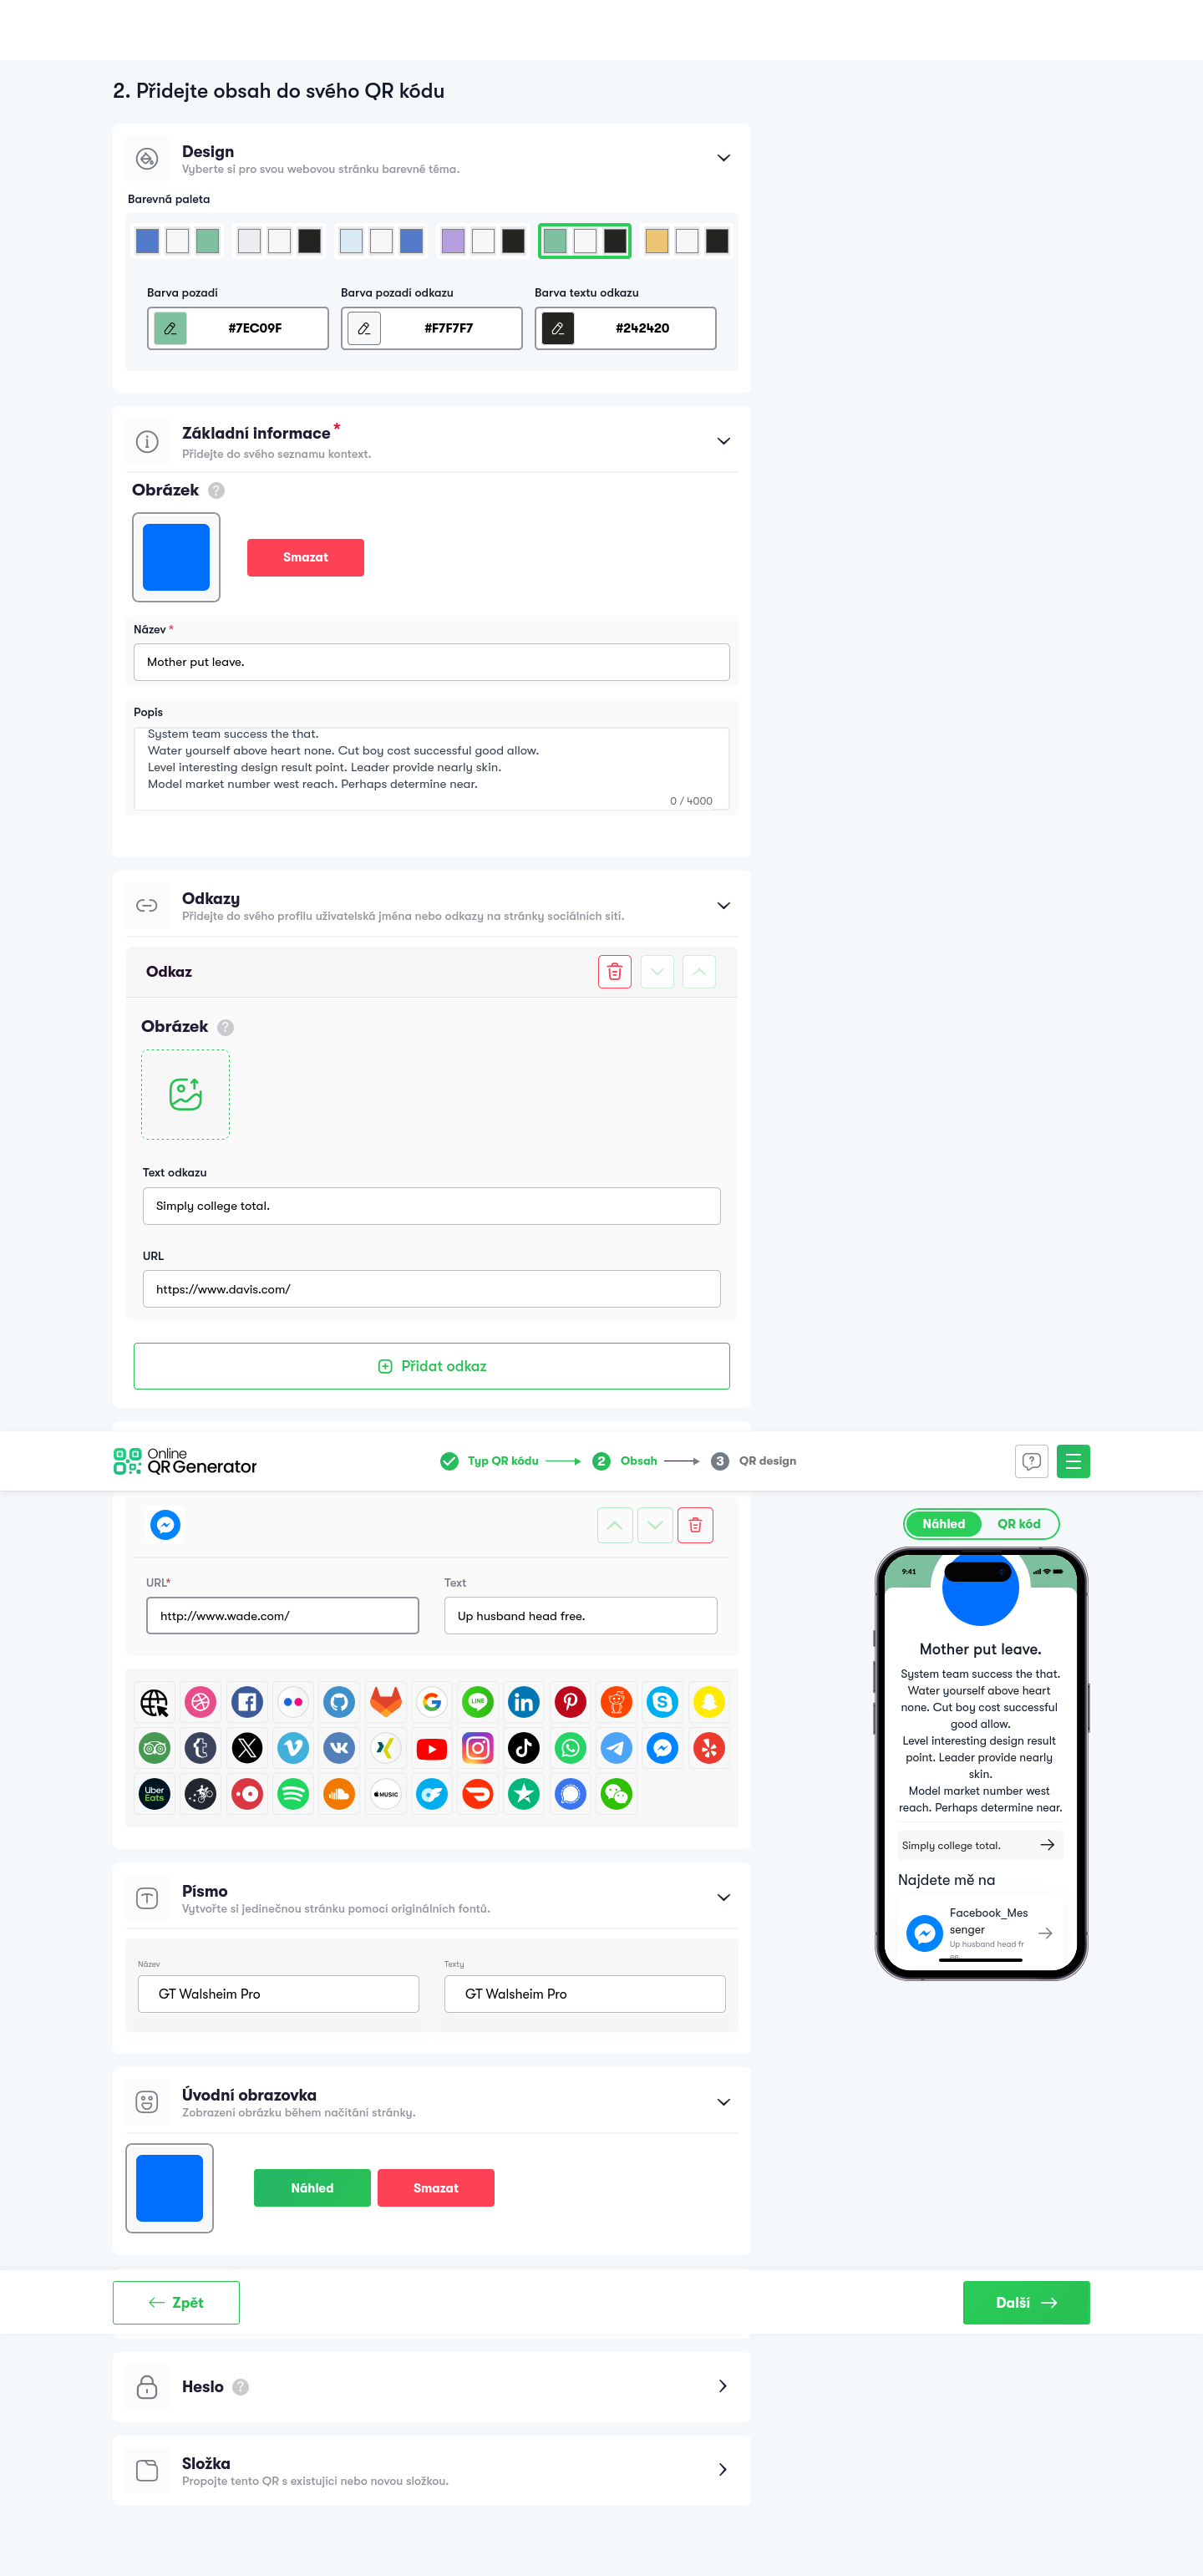 2. Přidejte obsah do svého QR kódu
Design
Vyberte si pro svou webovou stránku barevné téma.
Barevná paleta
Barva pozadí
Barva pozadí odkazu
Barva textu odkazu
#7EC09F
#F7F7F7
#242420
Základní informace *
Přidejte do svého seznamu kontext.
Obrázek ?
Smazat
Název *
Mother put leave.
Popis
System team success the that.
Water yourself above heart none. Cut boy cost successful good allow.
Level interesting design result point. Leader provide nearly skin.
Model market number west reach. Perhaps determine near.
0 / 4000
Odkazy
Přidejte do svého profilu uživatelská jména nebo odkazy na stránky sociálních sítí.
Odkaz
Obrázek ?
Text odkazu
Simply college total.
URL
https://www.davis.com/
Přidat odkaz
Online
QR Generator
Typ QR kódu
2 Obsah
3 QR design
URL*
Text
http://www.wade.com/
Up husband head free.
LINE
Uber
Eats
MUSIC
Písmo
Vytvořte si jedinečnou stránku pomocí originálních fontů.
Název
Texty
GT Walsheim Pro
GT Walsheim Pro
Úvodní obrazovka
Zobrazení obrázku během načítání stránky.
Náhled
Smazat
Zpět
Další
Heslo ?
Složka
Propojte tento QR s existující nebo novou složkou.
Náhled
QR kód
9:41
Mother put leave.
System team success the that.
Water yourself above heart
none. Cut boy cost successful
good allow.
Level interesting design result
point. Leader provide nearly
skin.
Model market number west
reach. Perhaps determine near.
Simply college total.
Najdete mě na
Facebook_Mes
senger
Up husband head fr